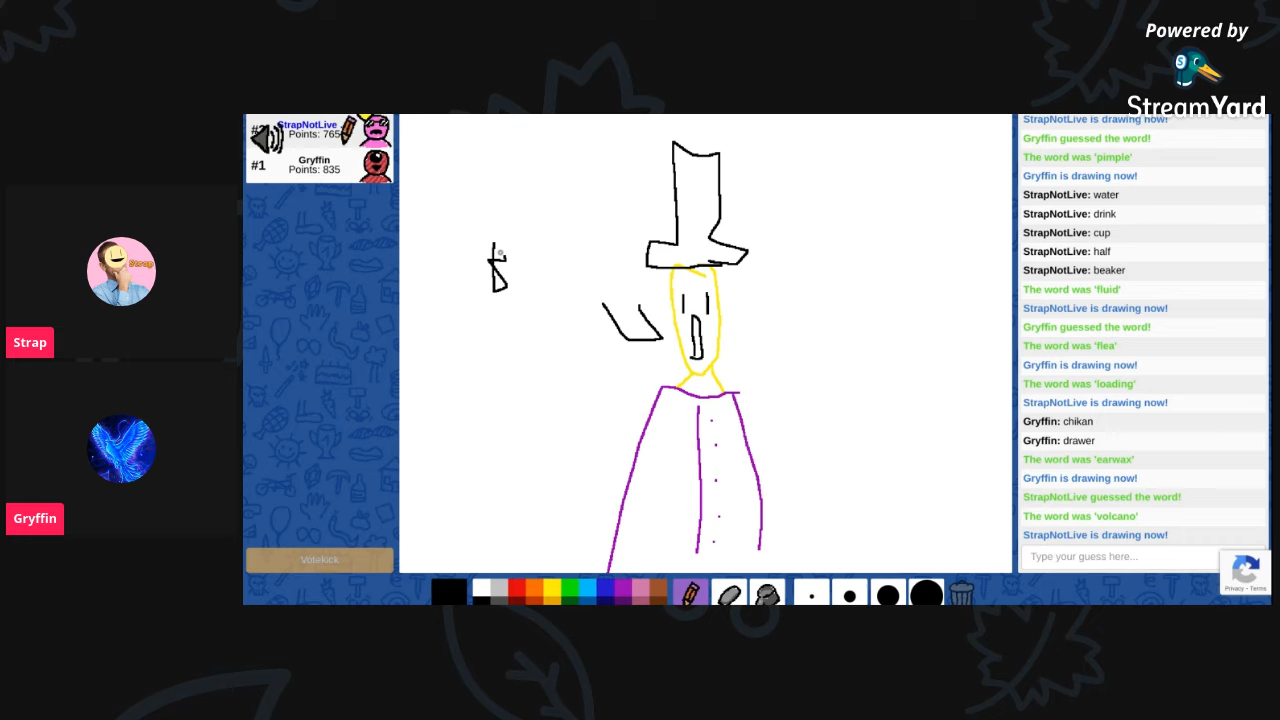 Powered by
StreamYard
StrapNotLive
Points: 765
#1
Gryffin
Points: 835
Strap
Strap
Gryffin
Votekick
StrapNotLive is drawing now!
Gryffin guessed the word!
The word was 'pimple'
Gryffin is drawing now!
StrapNotLive: water
StrapNotLive: drink
StrapNotLive: cup
StrapNotLive: half
StrapNotLive: beaker
The word was 'fluid'
StrapNotLive is drawing now!
Gryffin guessed the word!
The word was 'flea'
Gryffin is drawing now!
The word was 'loading'
StrapNotLive is drawing now!
Gryffin: chikan
Gryffin: drawer
The word was 'earwax'
Gryffin is drawing now!
StrapNotLive guessed the word!
The word was 'volcano'
StrapNotLive is drawing now!
Type your guess here...
Privacy - Terms